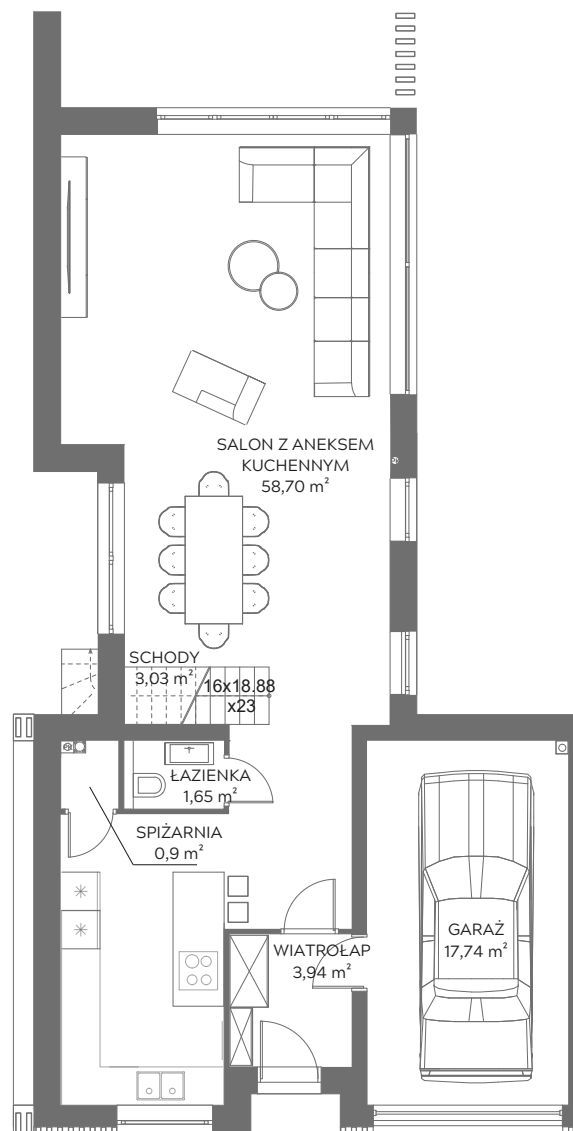 SALON Z ANEKSEM
KUCHENNYM
58,70 m²
SCHODY
3,03 m²
16x18.88
x23
ŁAZIENKA
1,65 m²
SPIŻARNIA
0,9 m²
WIATROŁAP
3,94 m²
GARAŻ
17,74 m²